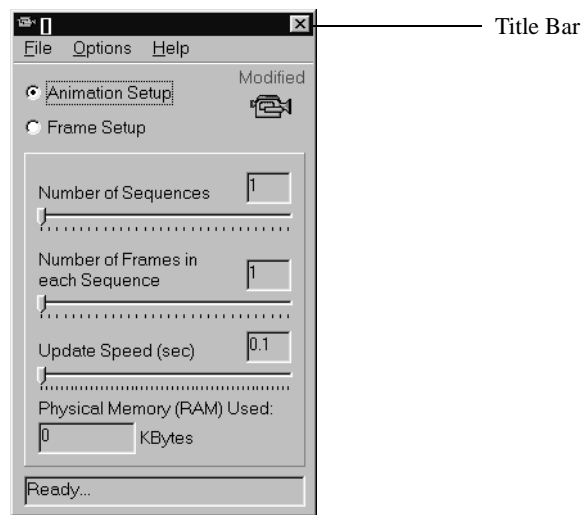 []
Title Bar
File Options Help
Modified
Animation Setup
Frame Setup
Number of Sequences 1
Number of Frames in
each Sequence 1
Update Speed (sec) 0.1
Physical Memory (RAM) Used:
0 KBytes
Ready...